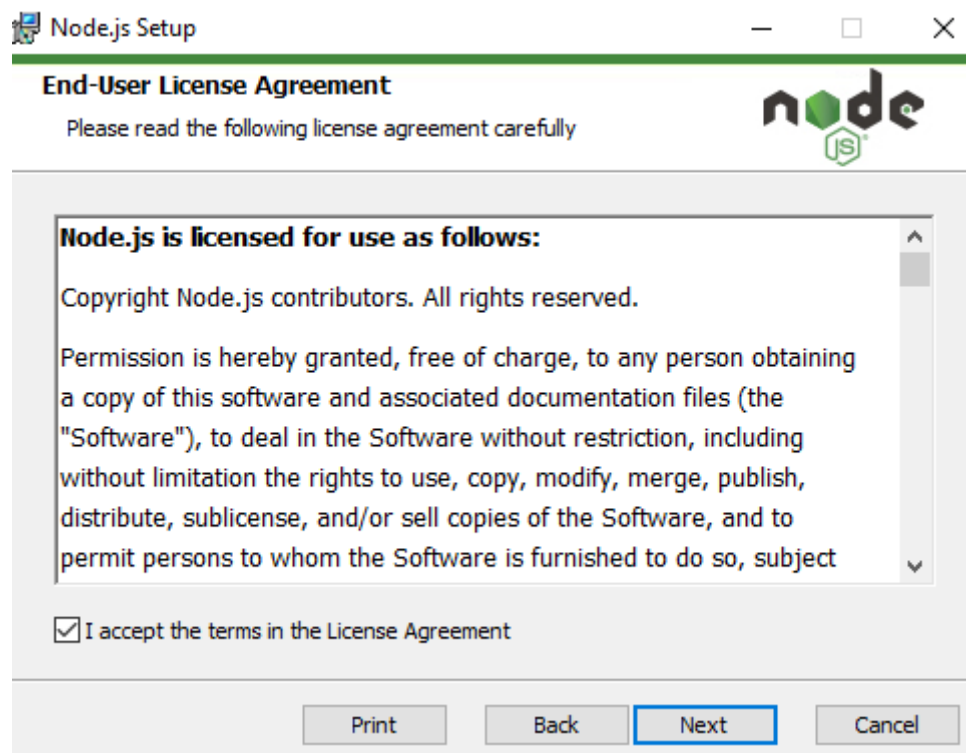 Node.js Setup
End-User License Agreement
Please read the following license agreement carefully
node
JS
Node.js is licensed for use as follows:
Copyright Node.js contributors. All rights reserved.
Permission is hereby granted, free of charge, to any person obtaining
a copy of this software and associated documentation files (the
"Software"), to deal in the Software without restriction, including
without limitation the rights to use, copy, modify, merge, publish,
distribute, sublicense, and/or sell copies of the Software, and to
permit persons to whom the Software is furnished to do so, subject
I accept the terms in the License Agreement
Print Back Next Cancel